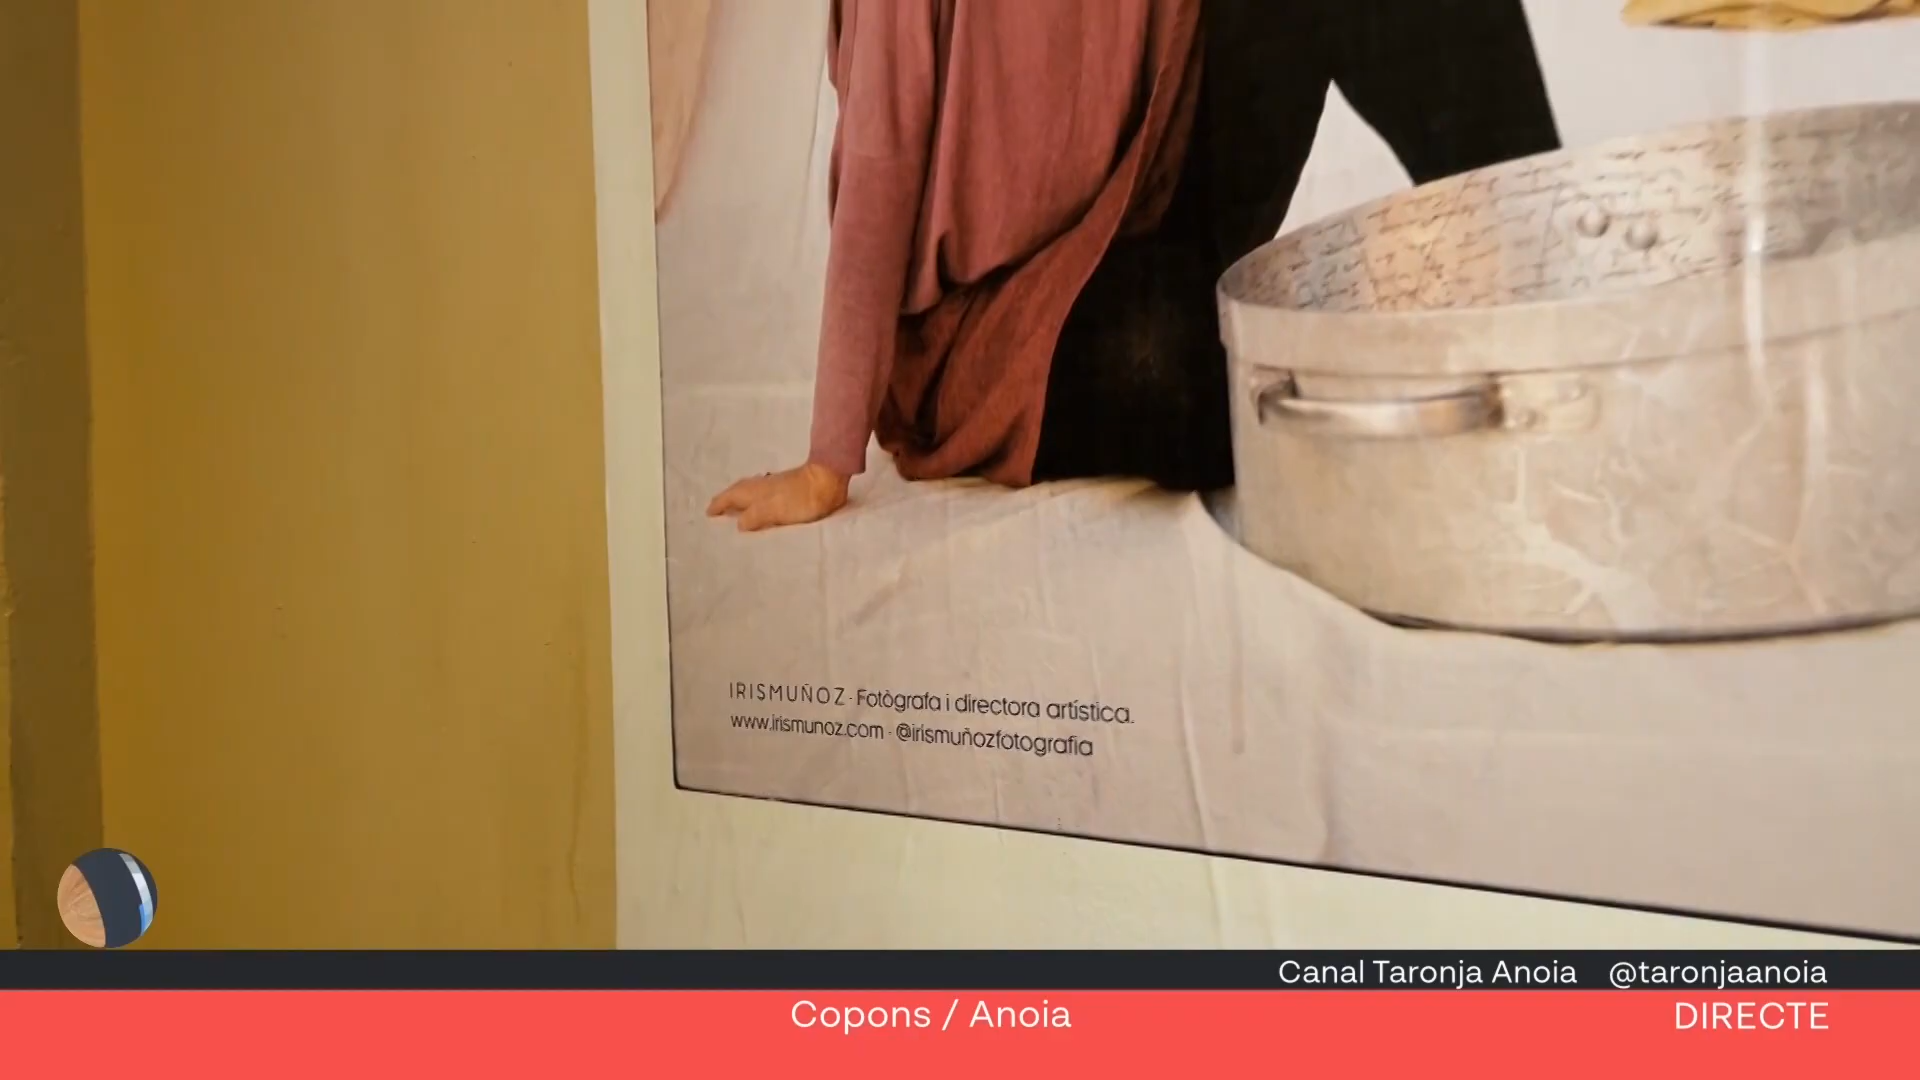 IRISMUÑOZ · Fotògrafa i directora artística.
www.irismunoz.com · @irismuñozfotografia
Canal Taronja Anoia @taronjaanoia
Copons / Anoia
DIRECTE